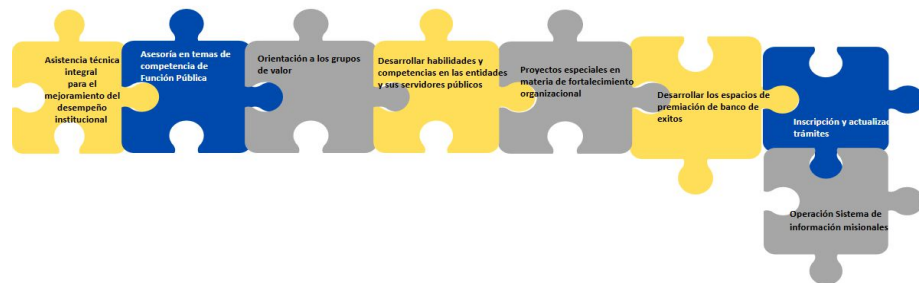 Asistencia técnica
integral
para el
mejoramiento del
desempeño
institucional
Asesoría en temas de
competencia de
Función Pública
Orientación a los grupos
de valor
Desarrollar habilidades y
competencias en las entidades
y sus servidores públicos
Proyectos especiales en
materia de fortalecimiento
organizacional
Desarrollar los espacios de
premiación de banco de
exitos
Inscripción y actualizac
trámites
Operación Sistema de
información misionales